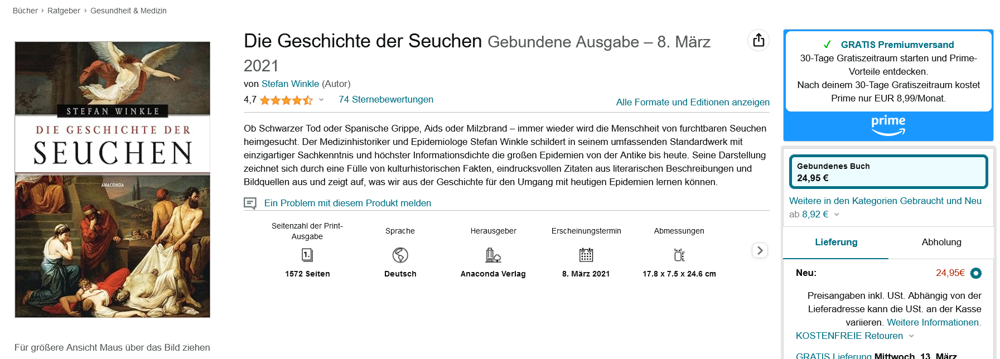 Bücher › Ratgeber › Gesundheit & Medizin
STEFAN WINKLE
DIE GESCHICHTE DER
SEUCHEN
ANACONDA
Für größere Ansicht Maus über das Bild ziehen
Die Geschichte der Seuchen Gebundene Ausgabe – 8. März
2021
von Stefan Winkle (Autor)
4,7 74 Sternebewertungen
Alle Formate und Editionen anzeigen
Ob Schwarzer Tod oder Spanische Grippe, Aids oder Milzbrand – immer wieder wird die Menschheit von furchtbaren Seuchen
heimgesucht. Der Medizinhistoriker und Epidemiologe Stefan Winkle schildert in seinem umfassenden Standardwerk mit
einzigartiger Sachkenntnis und höchster Informationsdichte die großen Epidemien von der Antike bis heute. Seine Darstellung
zeichnet sich durch eine Fülle von kulturhistorischen Fakten, eindrucksvollen Zitaten aus literarischen Beschreibungen und
Bildquellen aus und zeigt auf, was wir aus der Geschichte für den Umgang mit heutigen Epidemien lernen können.
Ein Problem mit diesem Produkt melden
Seitenzahl der Print-
Ausgabe
1.
1572 Seiten
Sprache
Deutsch
Herausgeber
Anaconda Verlag
Erscheinungstermin
8. März 2021
Abmessungen
17.8 x 7.5 x 24.6 cm
GRATIS Premiumversand
30-Tage Gratiszeitraum starten und Prime-
Vorteile entdecken.
Nach deinem 30-Tage Gratiszeitraum kostet
Prime nur EUR 8,99/Monat.
prime
Gebundenes Buch
24,95 €
Weitere in den Kategorien Gebraucht und Neu
ab 8,92 €
Lieferung Abholung
Neu: 24,95€
Preisangaben inkl. USt. Abhängig von der
Lieferadresse kann die USt. an der Kasse
variieren. Weitere Informationen.
KOSTENFREIE Retouren
GRATIS Lieferung Mittwoch, 13. März